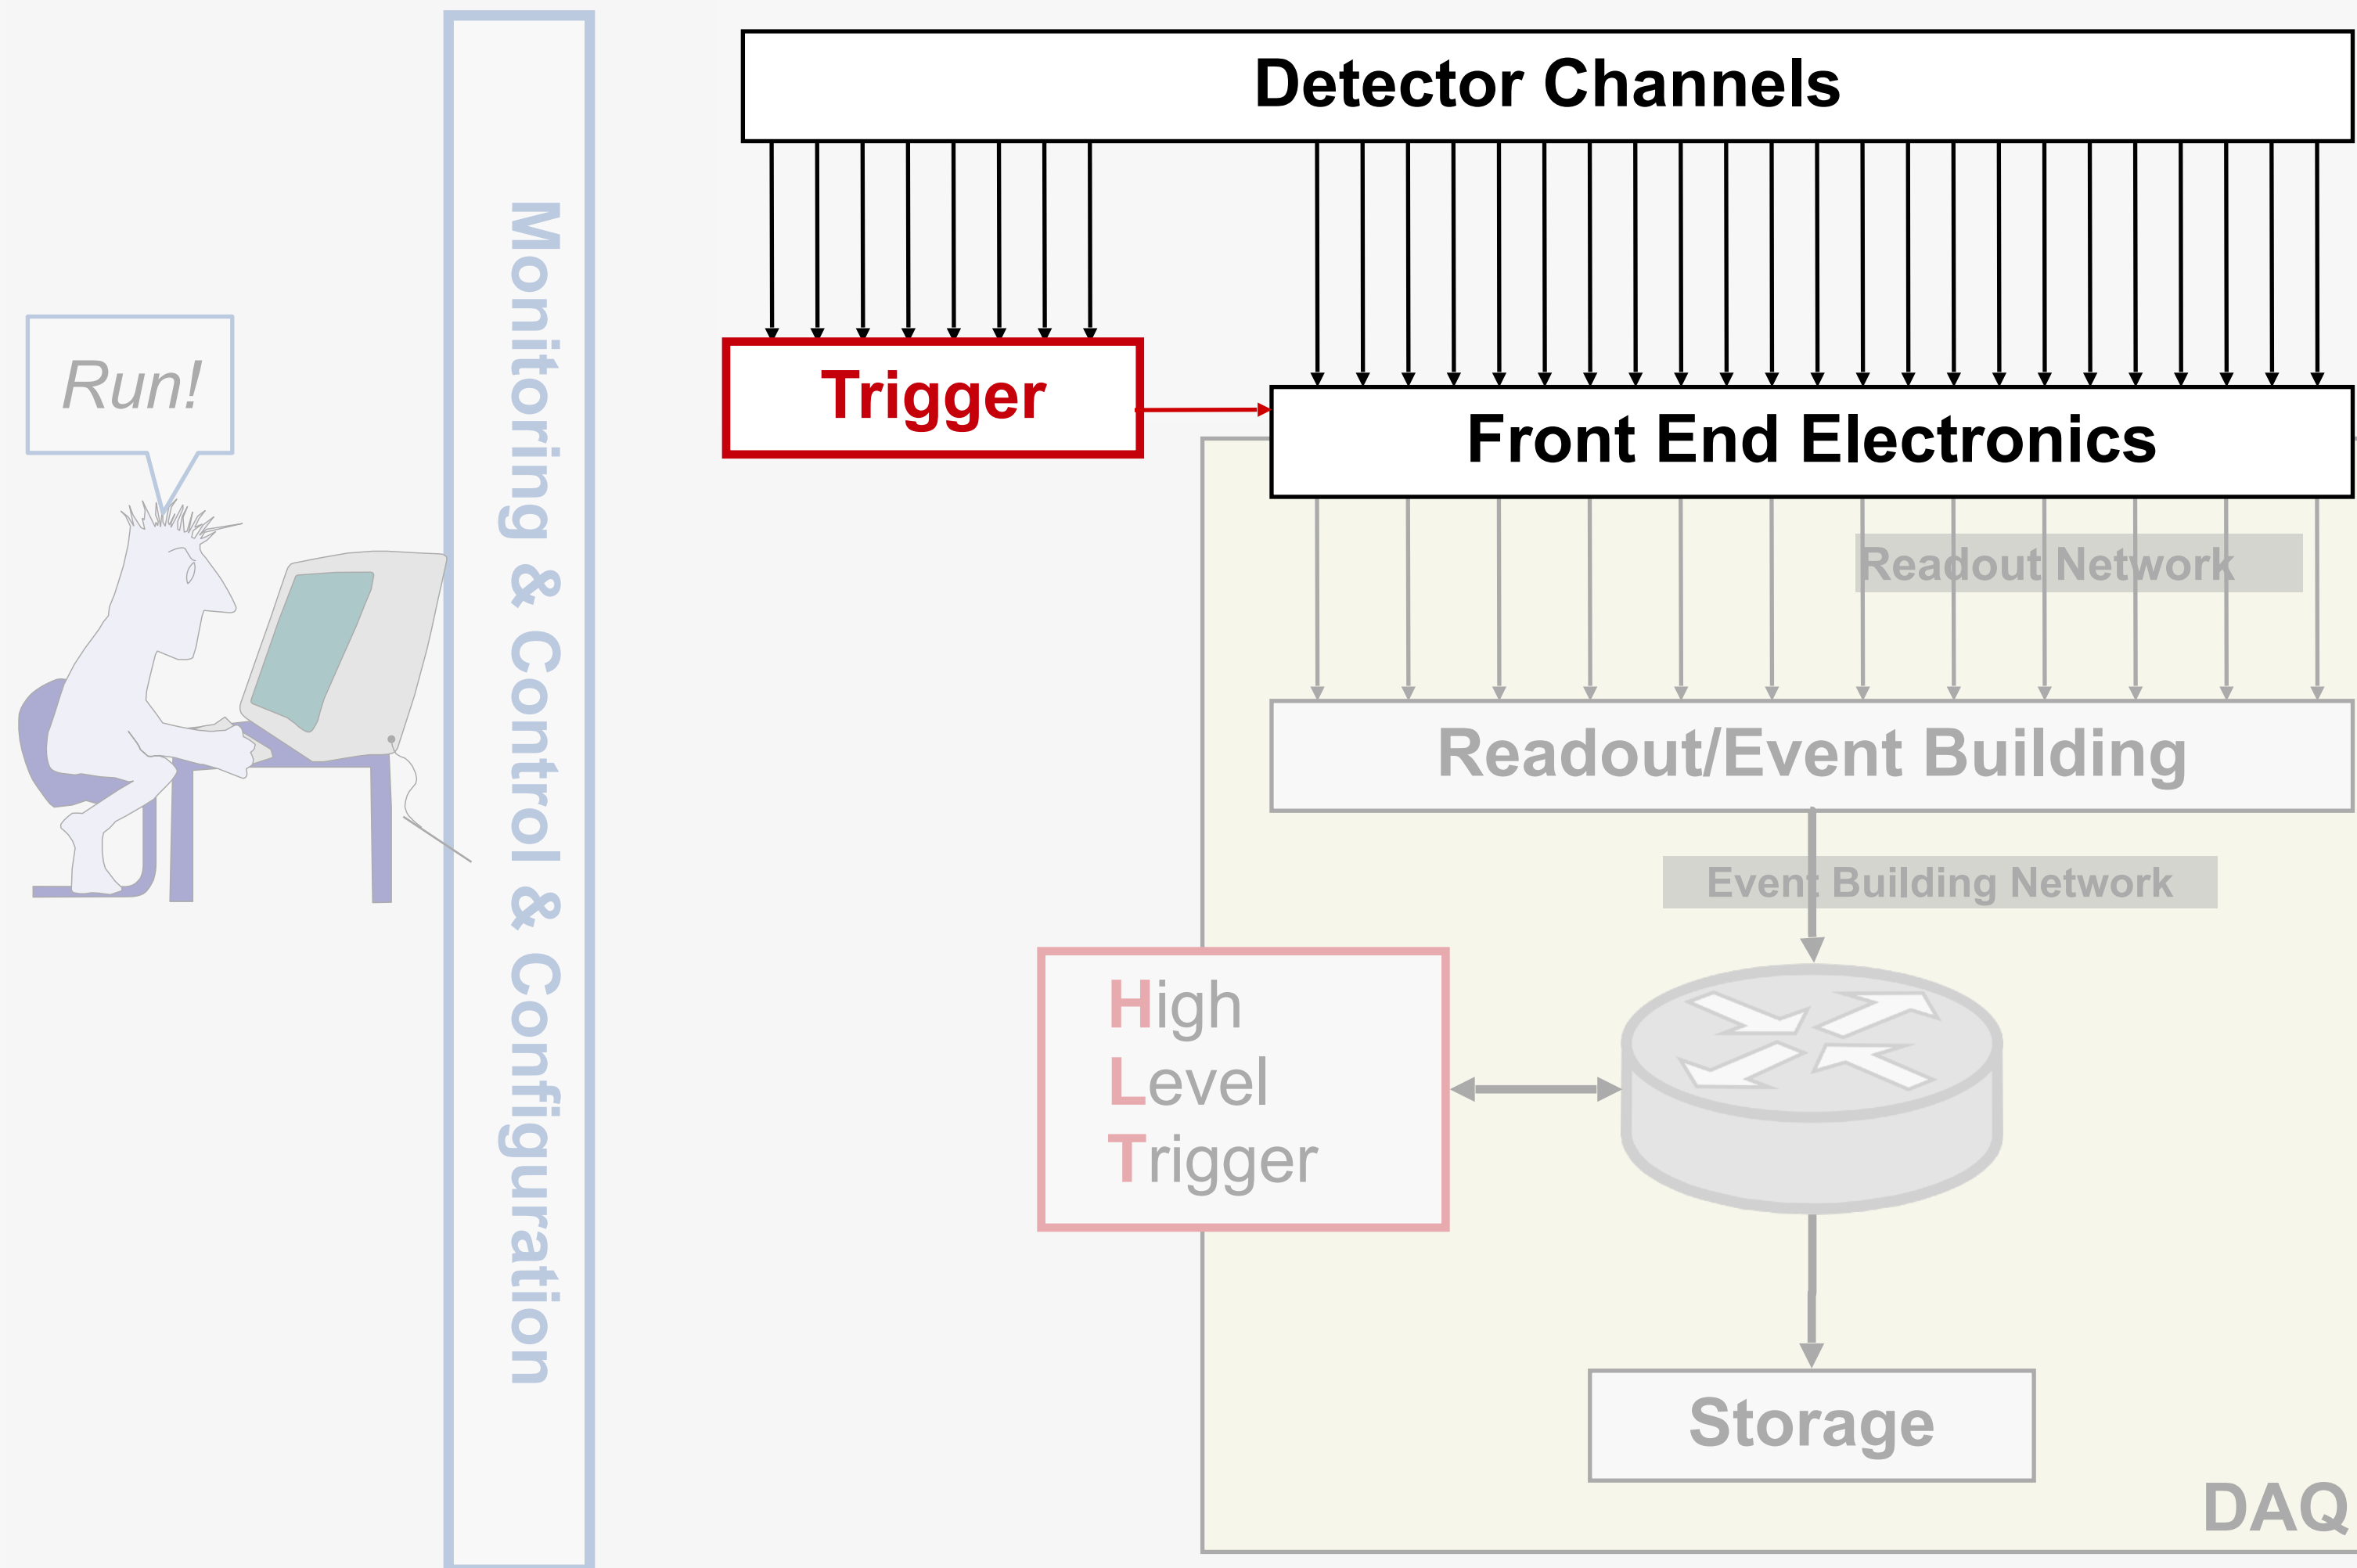 Detector Channels
Run!
Monitoring & Control & Configuration
Trigger
Front End Electronics
Readout Network
Readout/Event Building
Event Building Network
High
Level
Trigger
Storage
DAQ